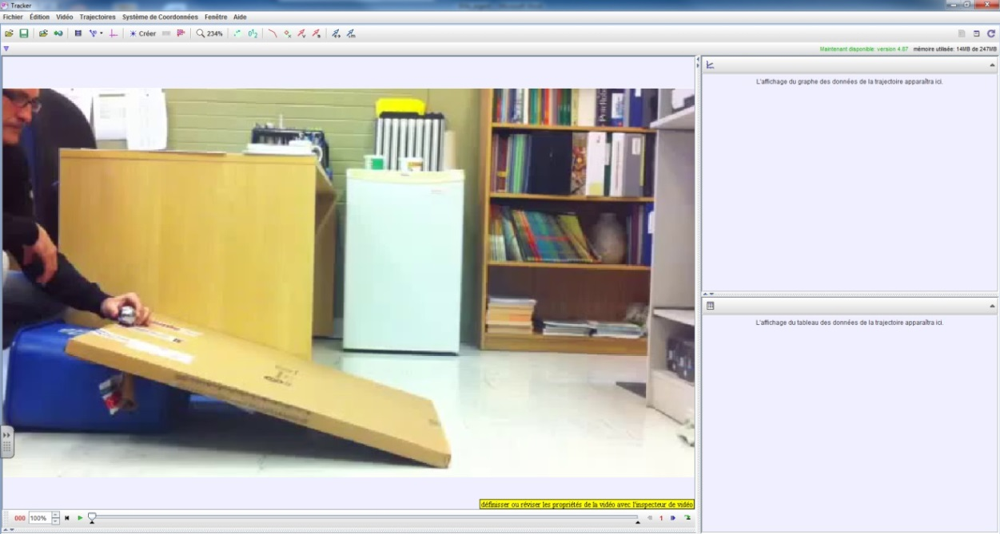 Tracker
Fichier Édition Vidéo Trajectoires Système de Coordonnées Fenêtre Aide
Créer 234%
Maintenant disponible: version 4.87 mémoire utilisée: 14MB de 247MB
L'affichage du graphe des données de la trajectoire apparaîtra ici.
L'affichage du tableau des données de la trajectoire apparaîtra ici.
définisser ou réviser les propriétés de la vidéo avec l'inspecteur de vidéo
000 100% 1